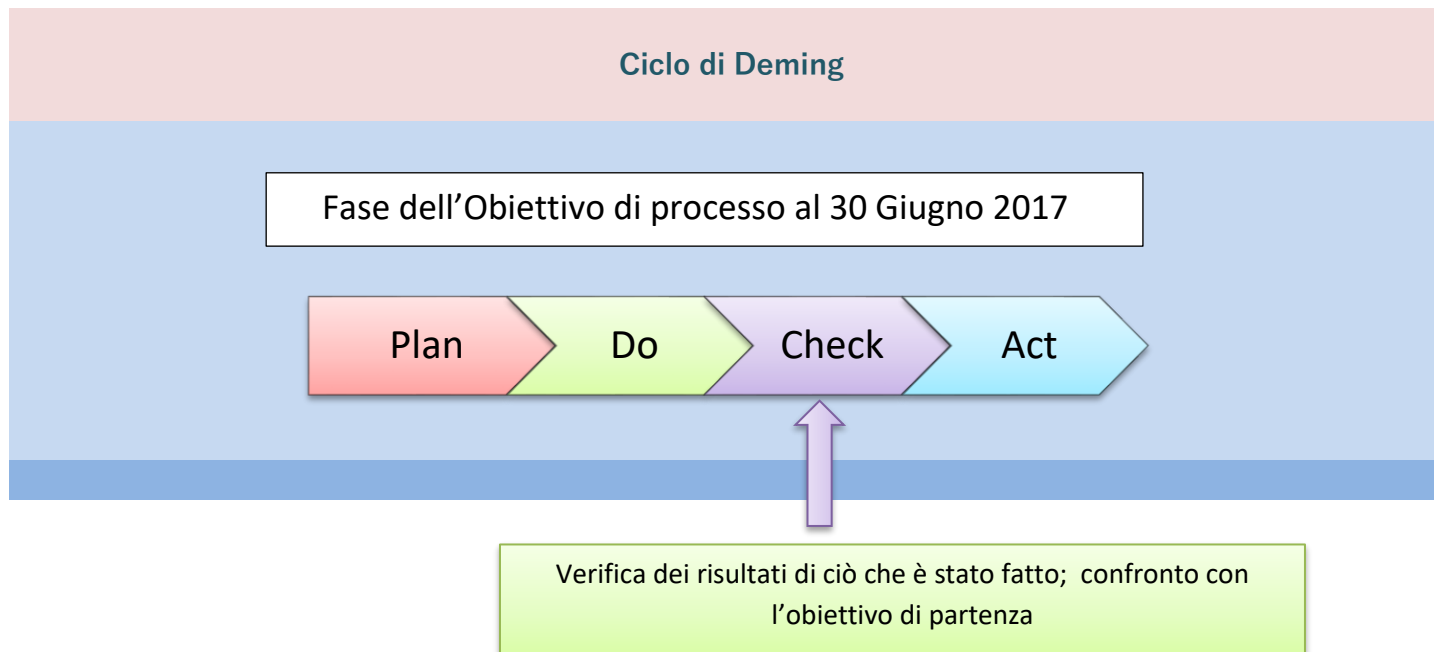 Ciclo di Deming
Fase dell’Obiettivo di processo al 30 Giugno 2017
Plan
Do
Check
Act
Verifica dei risultati di ciò che è stato fatto;  confronto con
l’obiettivo di partenza